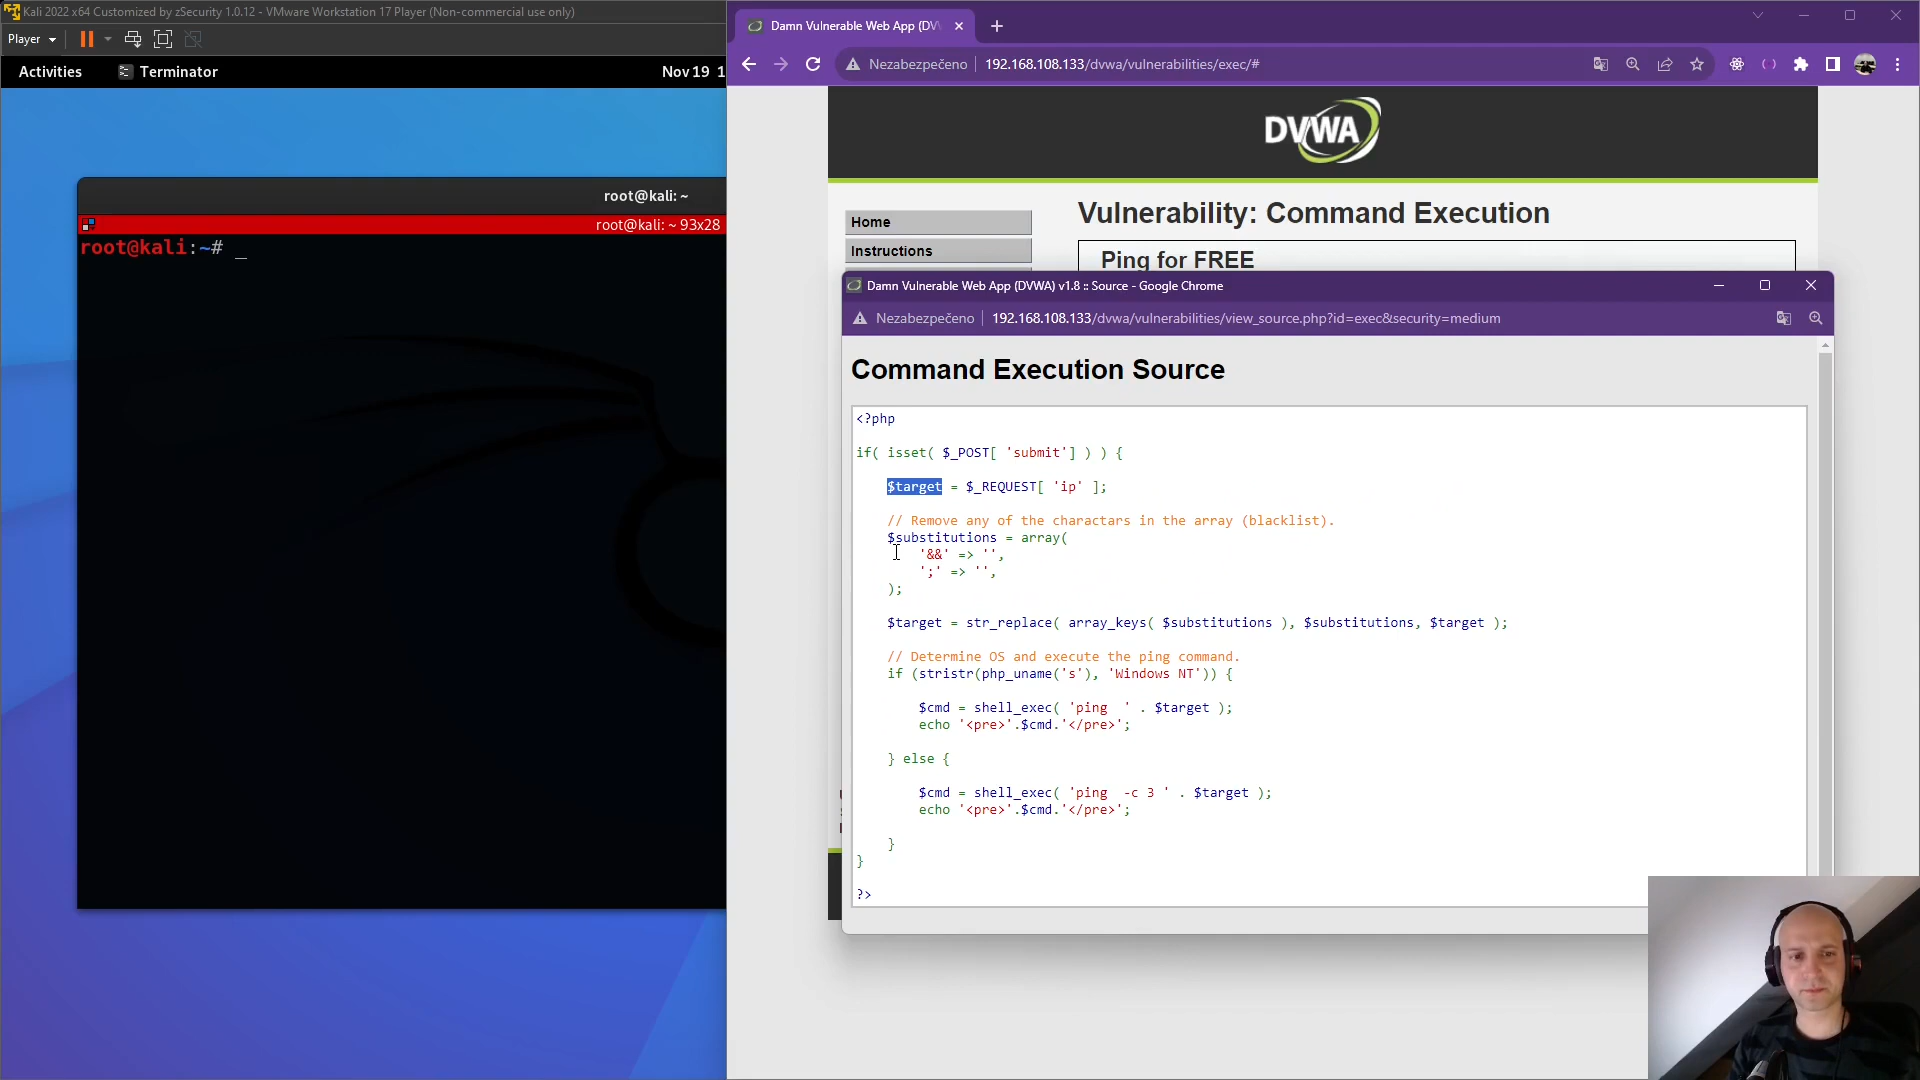 Kali 2022 x64 Customized by zSecurity 1.0.12 - VMware Workstation 17 Player (Non-commercial use only)
Player
Activities
Terminator
Nov 19 1
root@kali: ~
root@kali: ~ 93x28
root@kali:~# _
Damn Vulnerable Web App (DV
Nezabezpečeno
192.168.108.133/dvwa/vulnerabilities/exec/#
DVWA
Home
Instructions
Vulnerability: Command Execution
Ping for FREE
Damn Vulnerable Web App (DVWA) v1.8 :: Source - Google Chrome
Nezabezpečeno
192.168.108.133/dvwa/vulnerabilities/view_source.php?id=exec&security=medium
Command Execution Source
<?php
if( isset( $_POST[ 'submit'] ) ) {
$target = $_REQUEST[ 'ip' ];
// Remove any of the charactars in the array (blacklist).
$substitutions = array(
'&&' => '',
';' => '',
);
$target = str_replace( array_keys( $substitutions ), $substitutions, $target );
// Determine OS and execute the ping command.
if (stristr(php_uname('s'), 'Windows NT')) {
$cmd = shell_exec( 'ping  ' . $target );
echo '<pre>'.$cmd.'</pre>';
} else {
$cmd = shell_exec( 'ping  -c 3 ' . $target );
echo '<pre>'.$cmd.'</pre>';
}
}
?>